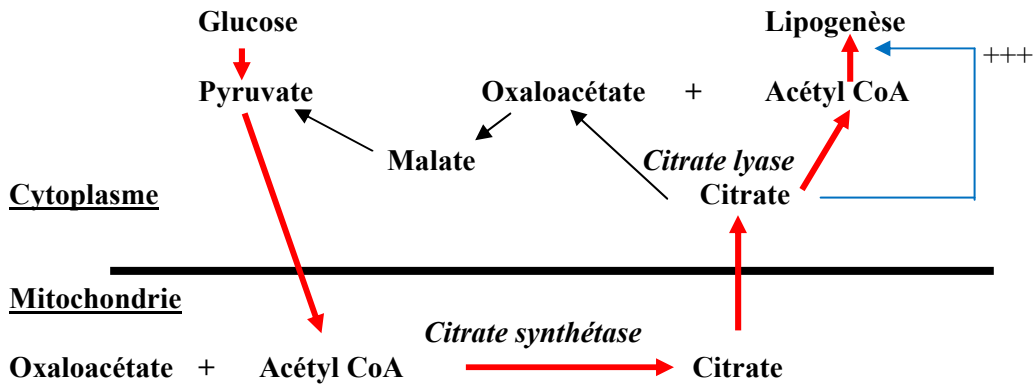 Glucose Lipogenèse
+++
Pyruvate Oxaloacétate + Acétyl CoA
Malate Citrate lyase
Cytoplasme Citrate
Mitochondrie
Citrate synthétase
Oxaloacétate + Acétyl CoA Citrate